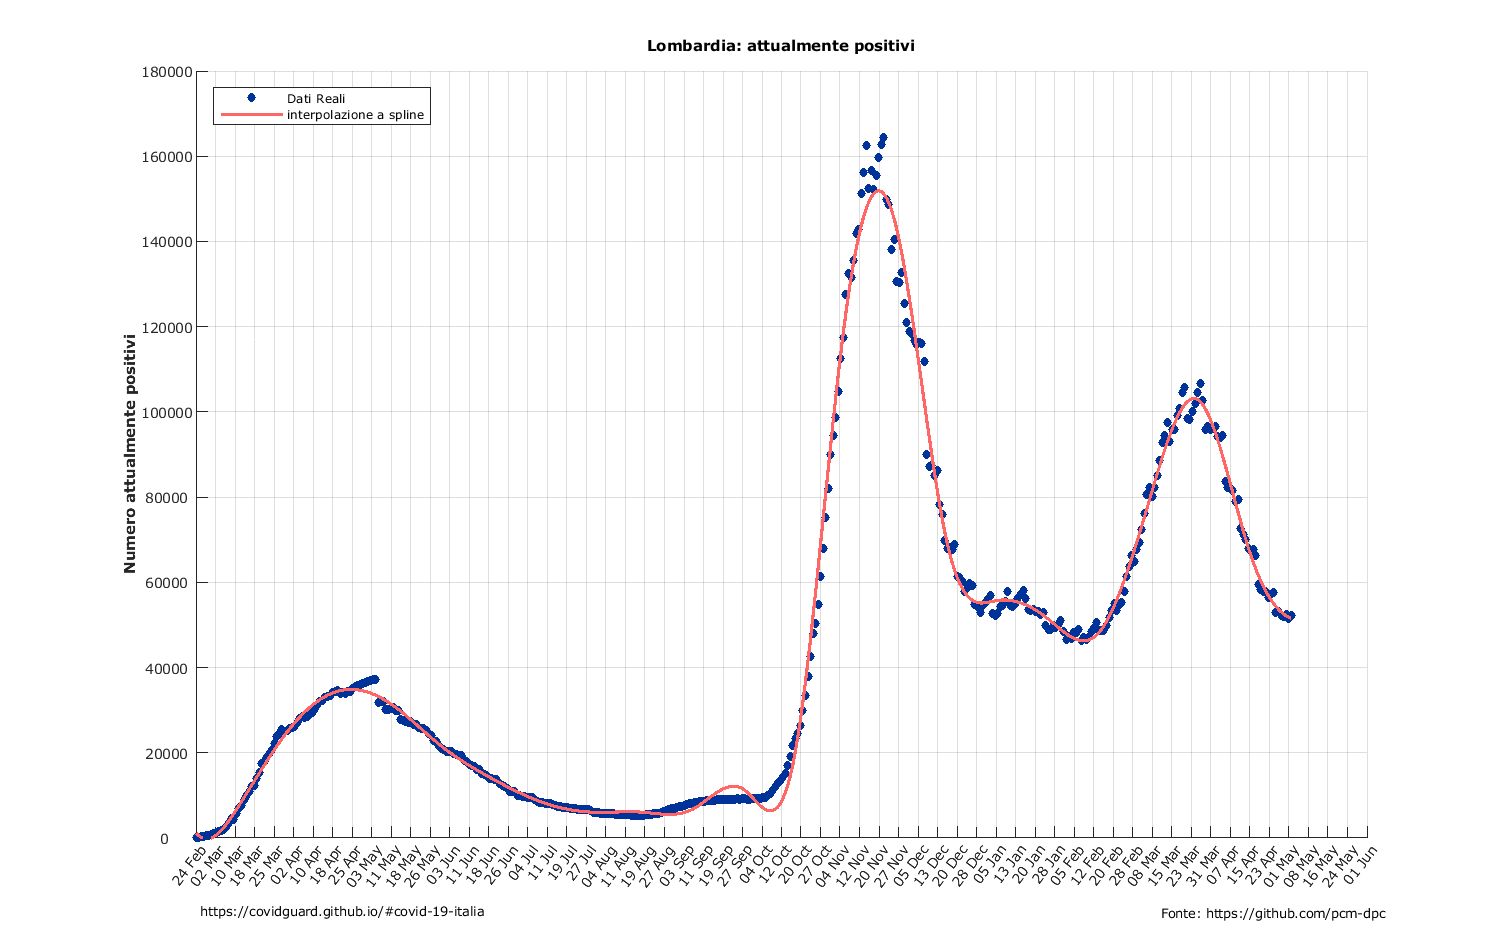 Lombardia: attualmente positivi
180000
160000
140000
120000
100000
80000
60000
40000
20000
0
Numero attualmente positivi
Dati Reali
interpolazione a spline
24 Feb
02 Mar
10 Mar
18 Mar
25 Mar
02 Apr
10 Apr
18 Apr
25 Apr
03 May
11 May
18 May
26 May
03 Jun
11 Jun
18 Jun
26 Jun
04 Jul
11 Jul
19 Jul
27 Jul
04 Aug
11 Aug
19 Aug
27 Aug
03 Sep
11 Sep
19 Sep
27 Sep
04 Oct
12 Oct
20 Oct
27 Oct
04 Nov
12 Nov
20 Nov
27 Nov
05 Dec
13 Dec
20 Dec
28 Dec
05 Jan
13 Jan
20 Jan
28 Jan
05 Feb
12 Feb
20 Feb
28 Feb
08 Mar
15 Mar
23 Mar
31 Mar
07 Apr
15 Apr
23 Apr
01 May
08 May
16 May
24 May
01 Jun
https://covidguard.github.io/#covid-19-italia
Fonte: https://github.com/pcm-dpc